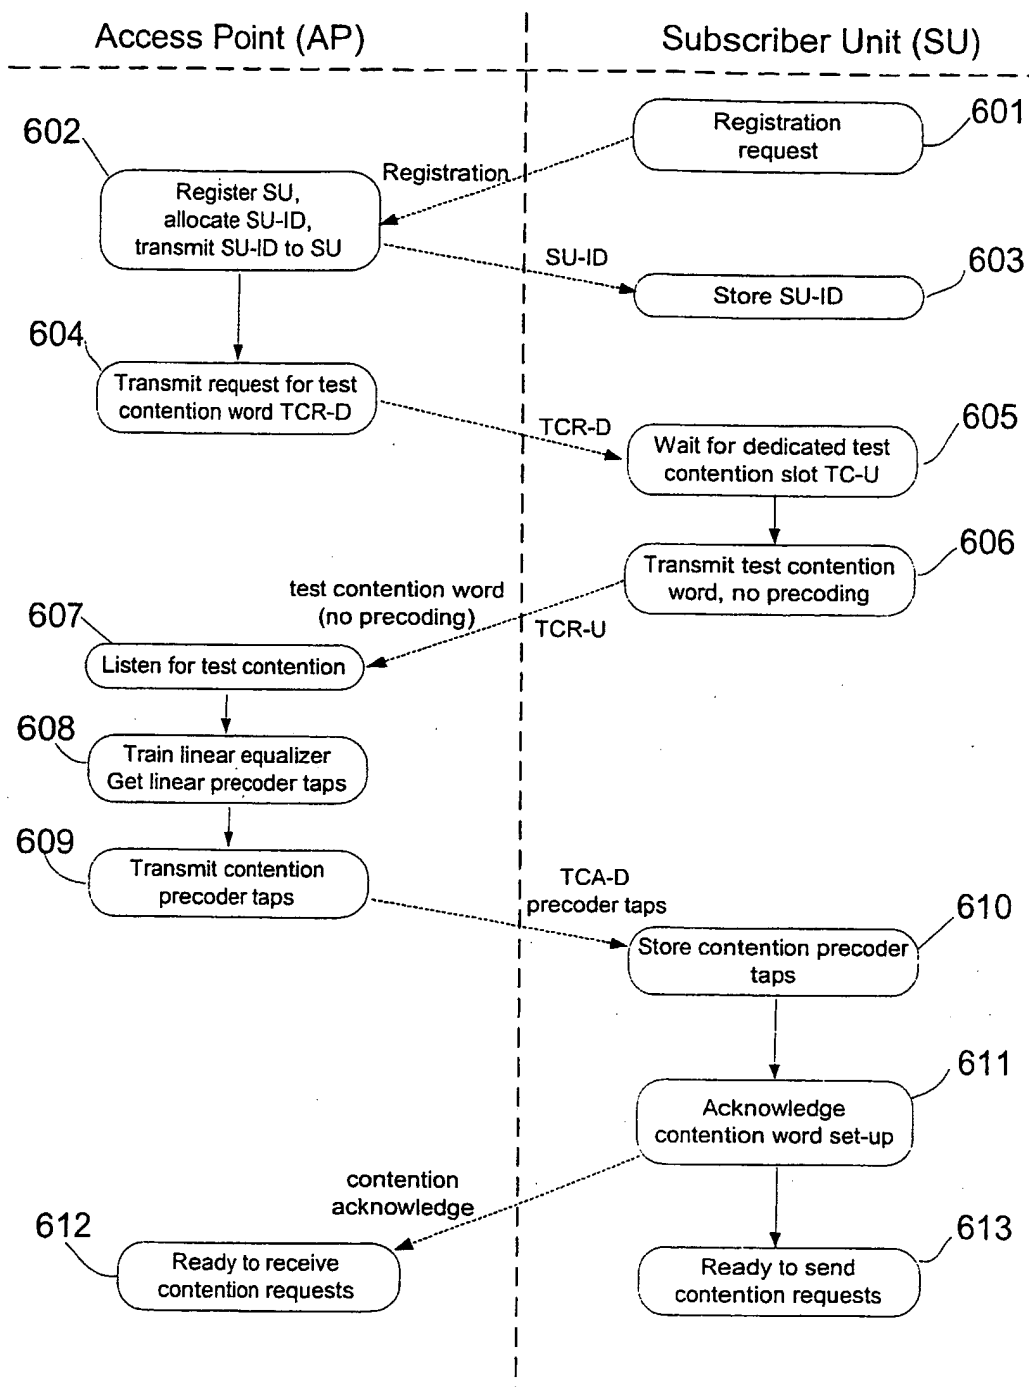 Access Point (AP)
Subscriber Unit (SU)
601
Registration
request
602
Registration
Register SU,
allocate SU-ID,
transmit SU-ID to SU
SU-ID
603
Store SU-ID
604
Transmit request for test
contention word TCR-D
TCR-D
605
Wait for dedicated test
contention slot TC-U
606
Transmit test contention
word, no precoding
test contention word
(no precoding)
TCR-U
607
Listen for test contention
608
Train linear equalizer
Get linear precoder taps
609
Transmit contention
precoder taps
TCA-D
precoder taps
610
Store contention precoder
taps
611
Acknowledge
contention word set-up
contention
acknowledge
612
Ready to receive
contention requests
613
Ready to send
contention requests